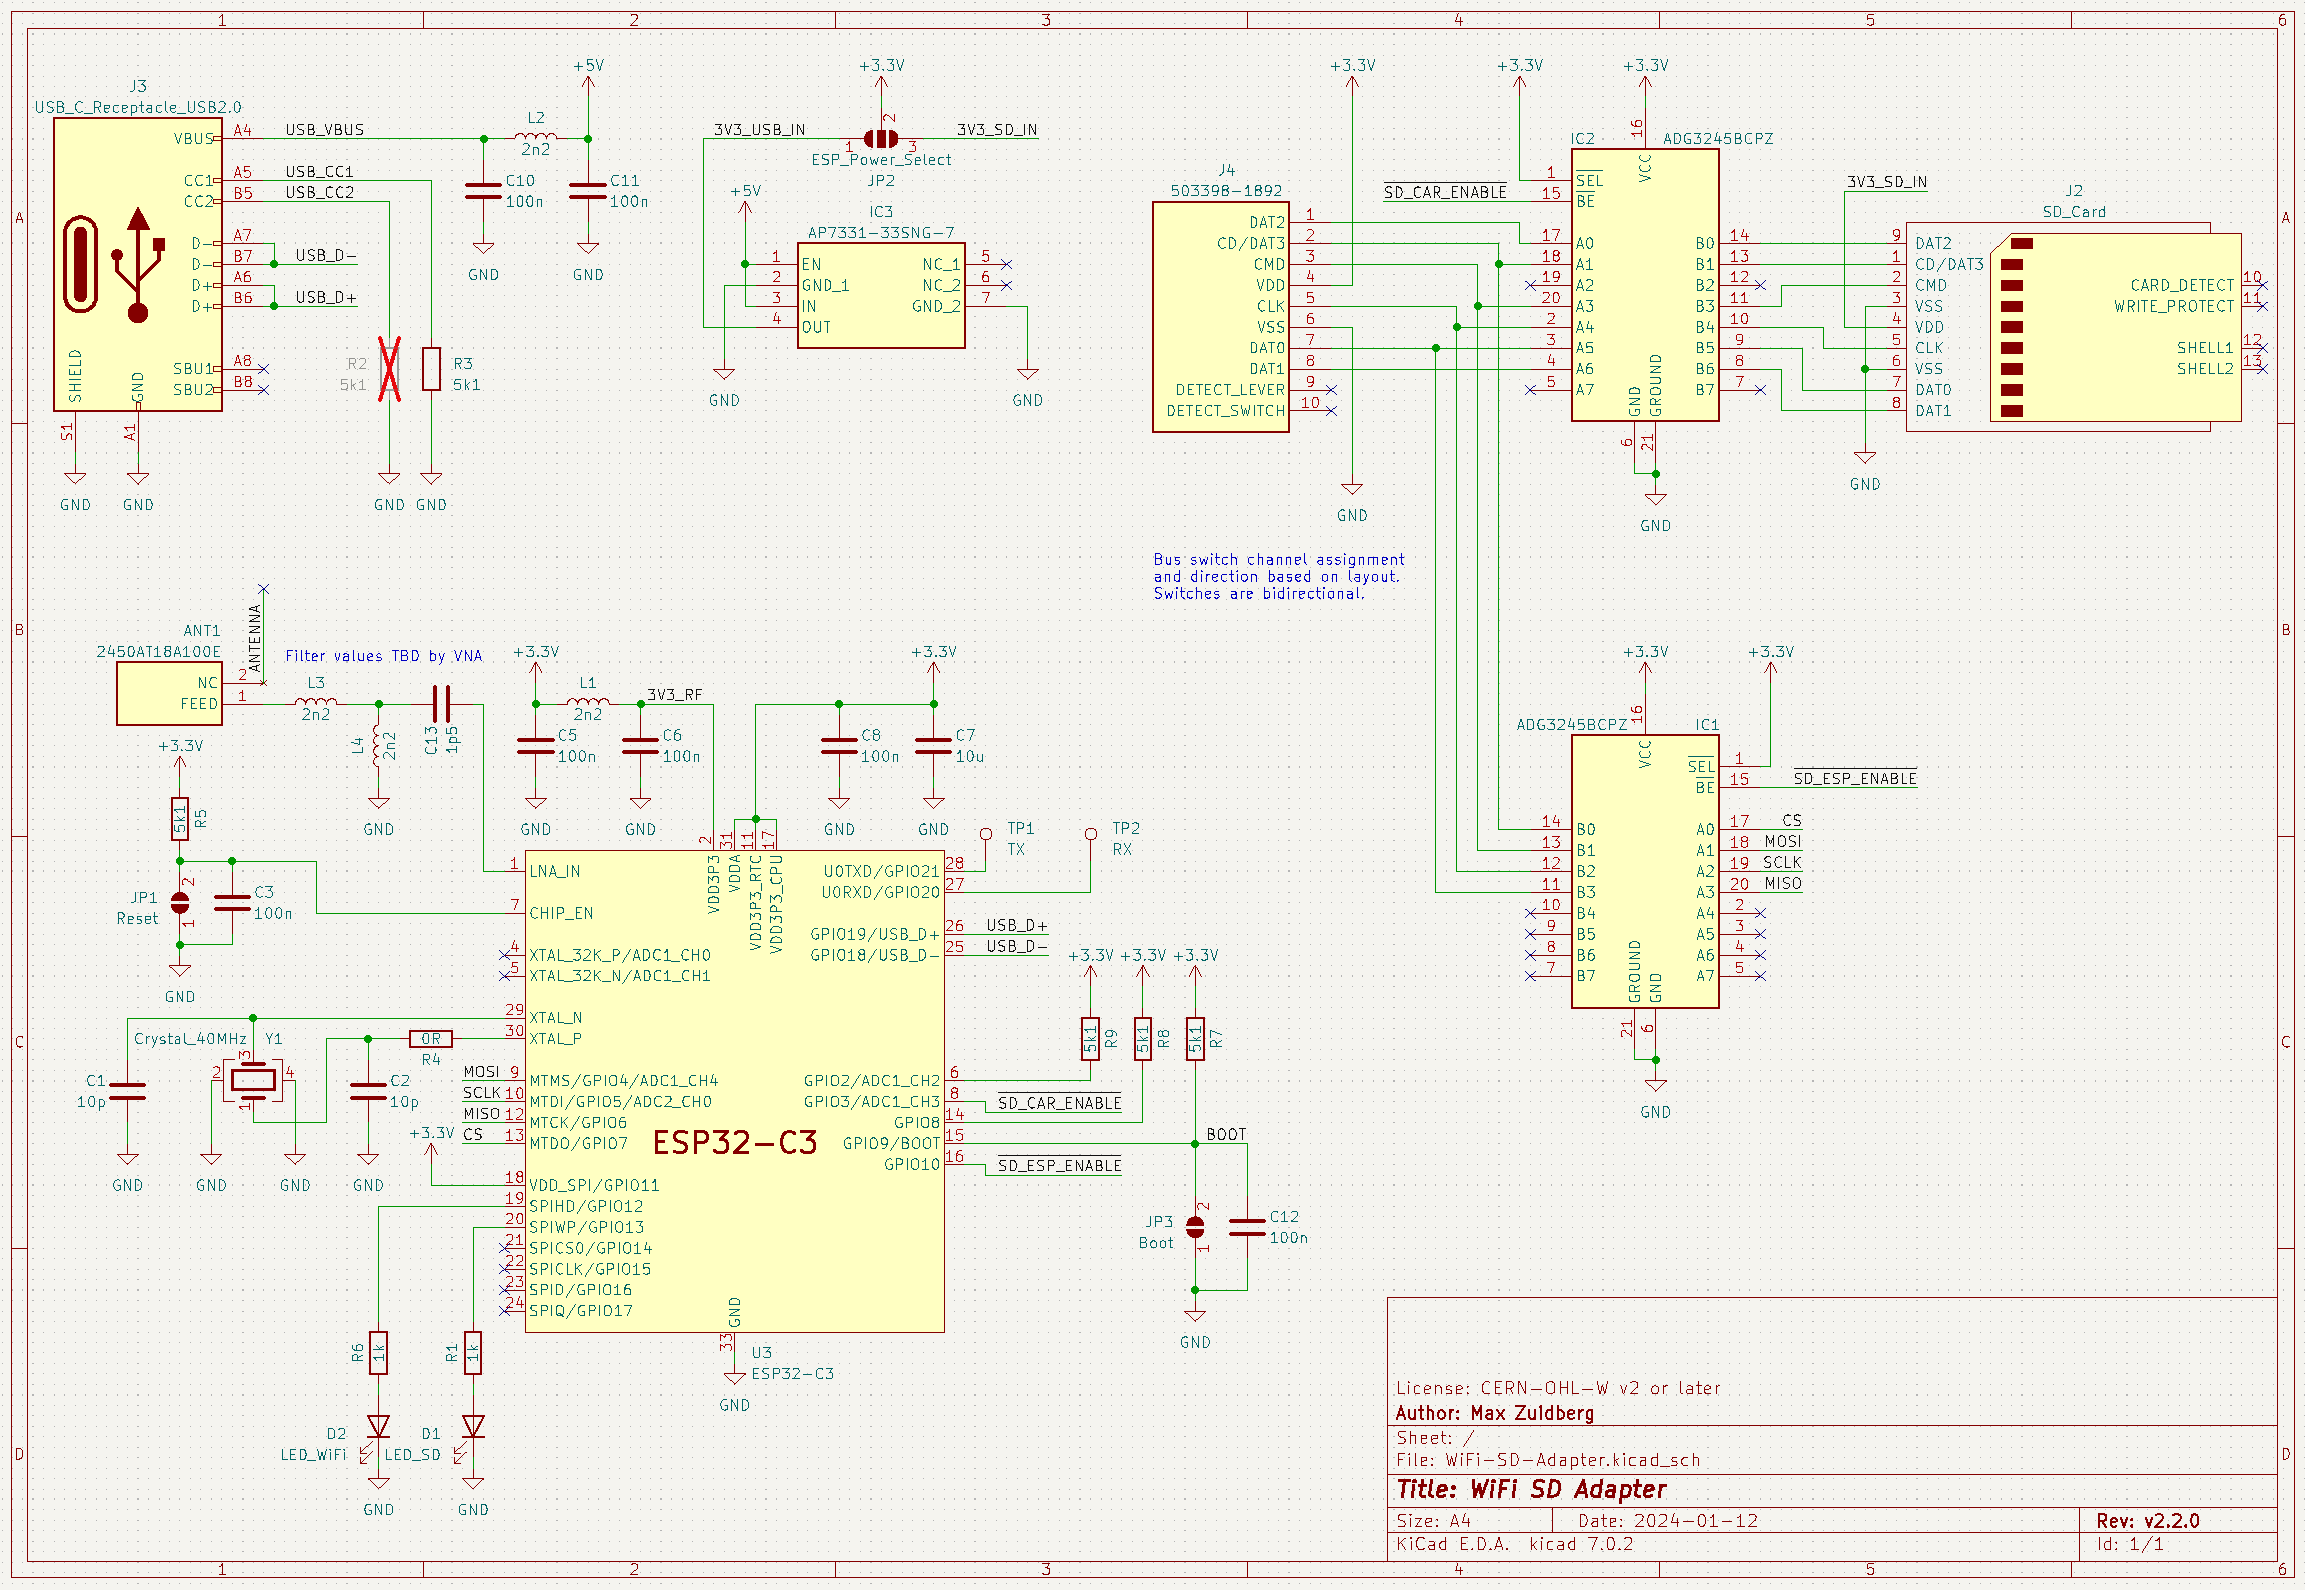 1 2 3 4 5 6
A
B
C
D
J3
USB_C_Receptacle_USB2.0
VBUS A4 USB_VBUS
CC1 A5 USB_CC1
CC2 B5 USB_CC2
D- A7
D- B7 USB_D-
D+ A6
D+ B6 USB_D+
SBU1 A8
SBU2 B8
SHIELD
GND
S1
A1
GND
GND
R2
5k1
GND
R3
5k1
GND
+5V
L2
2n2
C10
100n
GND
C11
100n
GND
+3.3V
3V3_USB_IN
3V3_SD_IN
1 2 3
ESP_Power_Select
JP2
+5V
IC3
AP7331-33SNG-7
1 EN
2 GND_1
3 IN
4 OUT
NC_1 5
NC_2 6
GND_2 7
GND
GND
+3.3V
J4
503398-1892
DAT2 1
CD/DAT3 2
CMD 3
VDD 4
CLK 5
VSS 6
DAT0 7
DAT1 8
DETECT_LEVER 9
DETECT_SWITCH 10
GND
+3.3V
+3.3V
IC2
ADG3245BCPZ
16
VCC
SD_CAR_ENABLE
1 SEL
15 BE
17 A0
18 A1
19 A2
20 A3
2 A4
3 A5
4 A6
5 A7
B0 14
B1 13
B2 12
B3 11
B4 10
B5 9
B6 8
B7 7
GND
GROUND
6
21
GND
3V3_SD_IN
J2
SD_Card
9 DAT2
1 CD/DAT3
2 CMD
3 VSS
4 VDD
5 CLK
6 VSS
7 DAT0
8 DAT1
CARD_DETECT 10
WRITE_PROTECT 11
SHELL1 12
SHELL2 13
GND
Bus switch channel assignment
and direction based on layout.
Switches are bidirectional.
ANTENNA
ANT1
2450AT18A100E
NC 2
FEED 1
Filter values TBD by VNA
L3
2n2
L4
2n2
GND
C13
1p5
+3.3V
L1
2n2
3V3_RF
C5
100n
GND
C6
100n
GND
+3.3V
C8
100n
GND
C7
10u
GND
+3.3V
5k1
R5
JP1
Reset
2
1
C3
100n
GND
+3.3V
+3.3V
ADG3245BCPZ
IC1
16
VCC
SEL 1
BE 15
SD_ESP_ENABLE
14 B0
13 B1
12 B2
11 B3
10 B4
9 B5
8 B6
7 B7
A0 17 CS
A1 18 MOSI
A2 19 SCLK
A3 20 MISO
A4 2
A5 3
A6 4
A7 5
GROUND
GND
21
6
GND
2 VDD3P3
31 VDDA
11 VDD3P3_RTC
17 VDD3P3_CPU
1 LNA_IN
7 CHIP_EN
4 XTAL_32K_P/ADC1_CH0
5 XTAL_32K_N/ADC1_CH1
29 XTAL_N
30 XTAL_P
MOSI 9 MTMS/GPIO4/ADC1_CH4
SCLK 10 MTDI/GPIO5/ADC2_CH0
MISO 12 MTCK/GPIO6
CS 13 MTDO/GPIO7
18 VDD_SPI/GPIO11
19 SPIHD/GPIO12
20 SPIWP/GPIO13
21 SPICS0/GPIO14
22 SPICLK/GPIO15
23 SPID/GPIO16
24 SPIQ/GPIO17
ESP32-C3
U0TXD/GPIO21 28
U0RXD/GPIO20 27
GPIO19/USB_D+ 26 USB_D+
GPIO18/USB_D- 25 USB_D-
GPIO2/ADC1_CH2 6
GPIO3/ADC1_CH3 8 SD_CAR_ENABLE
GPIO8 14
GPIO9/BOOT 15 BOOT
GPIO10 16 SD_ESP_ENABLE
GND
33
U3
ESP32-C3
GND
TP1
TX
TP2
RX
+3.3V +3.3V +3.3V
5k1 R9
5k1 R8
5k1 R7
JP3
Boot
2
1
C12
100n
GND
Crystal_40MHz Y1
1 2 3 4
0R
R4
C1
10p
C2
10p
GND GND GND GND
+3.3V
R6 1k
R1 1k
D2
LED_WiFi
D1
LED_SD
GND
GND
License: CERN-OHL-W v2 or later
Author: Max Zuidberg
Sheet: /
File: WiFi-SD-Adapter.kicad_sch
Title: WiFi SD Adapter
Size: A4 Date: 2024-01-12 Rev: v2.2.0
KiCad E.D.A. kicad 7.0.2 Id: 1/1
1 2 3 4 5 6
A
B
C
D